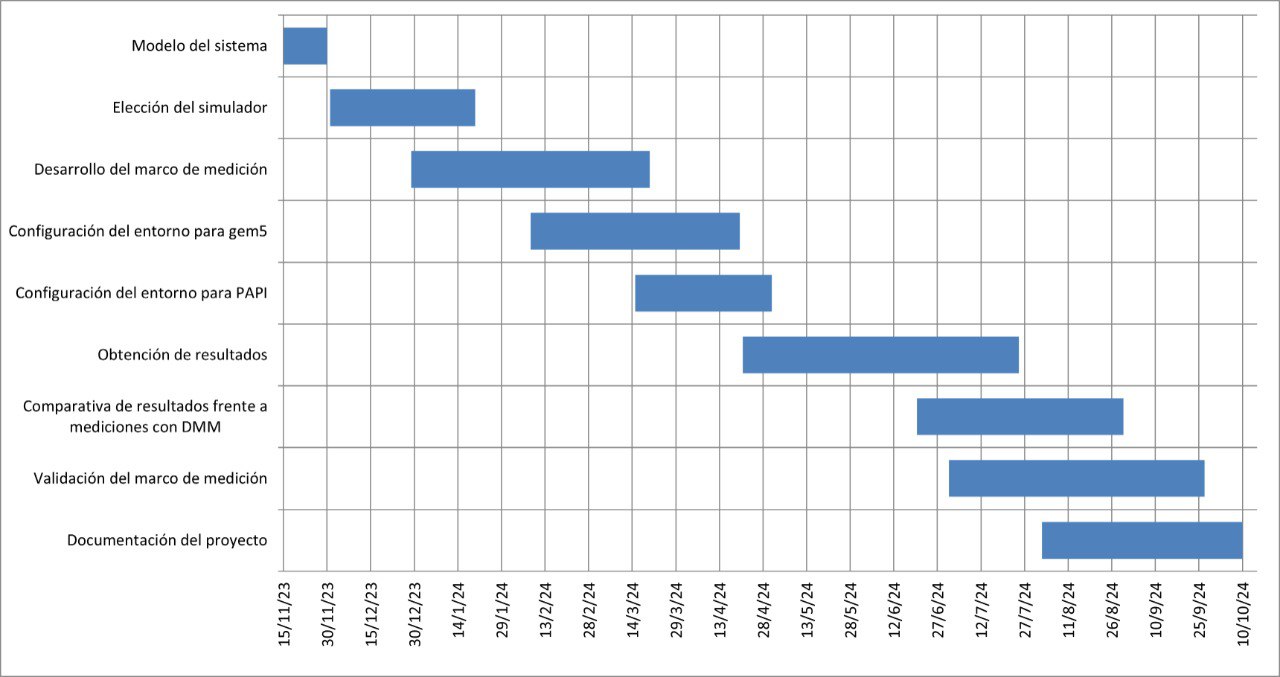 Modelo del sistema
Elección del simulador
Desarrollo del marco de medición
Configuración del entorno para gem5
Configuración del entorno para PAPI
Obtención de resultados
Comparativa de resultados frente a
mediciones con DMM
Validación del marco de medición
Documentación del proyecto
15/11/23
30/11/23
15/12/23
30/12/23
14/1/24
29/1/24
13/2/24
28/2/24
14/3/24
29/3/24
13/4/24
28/4/24
13/5/24
28/5/24
12/6/24
27/6/24
12/7/24
27/7/24
11/8/24
26/8/24
10/9/24
25/9/24
10/10/24